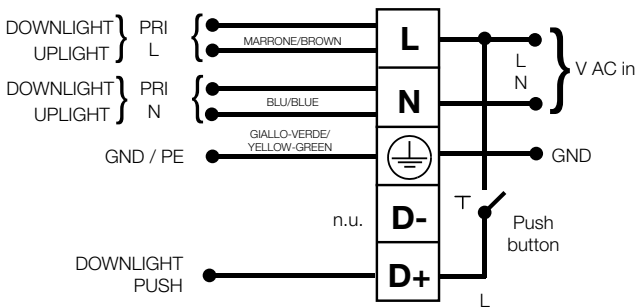 DOWNLIGHT } PRI {
UPLIGHT L
MARRONE/BROWN
L
L
N
V AC in
DOWNLIGHT } PRI {
UPLIGHT N
BLU/BLUE
N
GIALLO-VERDE/
YELLOW-GREEN
GND / PE
GND
n.u.
D-
Push
button
DOWNLIGHT
PUSH
D+
L